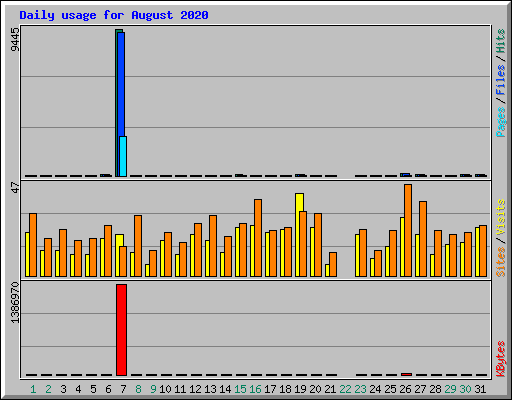 Daily usage for August 2020
9445
Pages / Files / Hits
47
Sites / Visits
1386970
KBytes
1 2 3 4 5 6 7 8 9 10 11 12 13 14 15 16 17 18 19 20 21 22 23 24 25 26 27 28 29 30 31